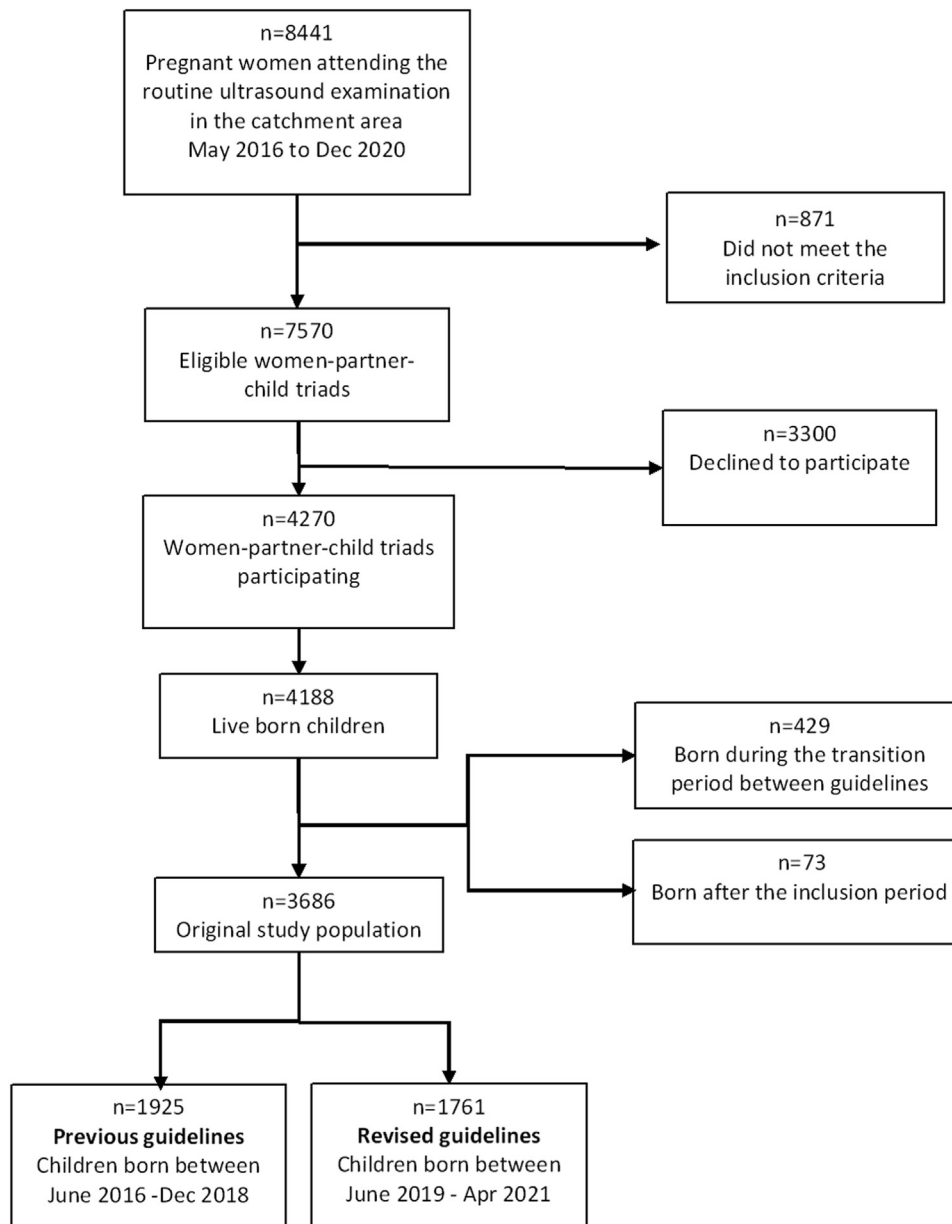 n=8441
Pregnant women attending the
routine ultrasound examination
in the catchment area
May 2016 to Dec 2020
n=871
Did not meet the
inclusion criteria
n=7570
Eligible women-partner-
child triads
n=3300
Declined to participate
n=4270
Women-partner-child triads
participating
n=4188
Live born children
n=429
Born during the transition
period between guidelines
n=73
Born after the inclusion period
n=3686
Original study population
n=1925
Previous guidelines
Children born between
June 2016 -Dec 2018
n=1761
Revised guidelines
Children born between
June 2019 - Apr 2021